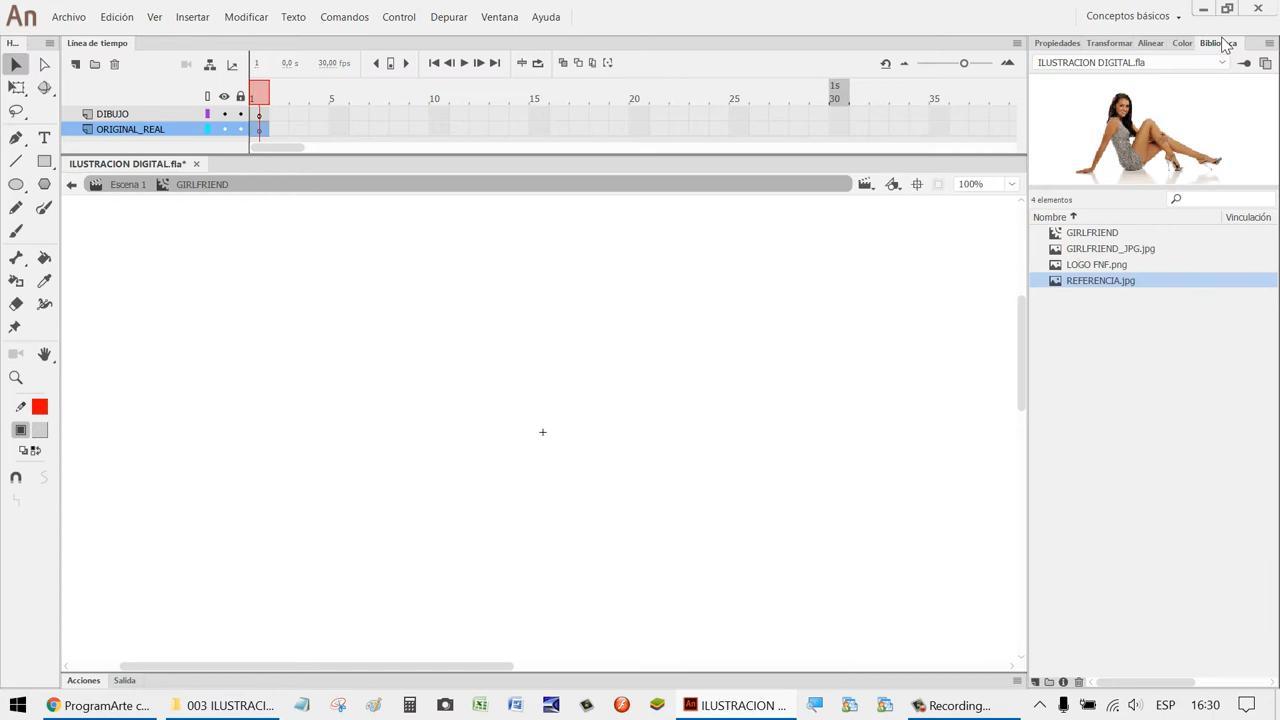 An Archivo Edición Ver Insertar Modificar Texto Comandos Control Depurar Ventana Ayuda Conceptos básicos
H... Línea de tiempo Propiedades Transformar Alinear Color Biblioteca
1 0,0 s 30,00 fps ILUSTRACION DIGITAL.fla
1s
1 5 10 15 20 25 30 35
DIBUJO
ORIGINAL_REAL
ILUSTRACION DIGITAL.fla*
Escena 1 GIRLFRIEND 100%
4 elementos
Nombre Vinculación
GIRLFRIEND
GIRLFRIEND_JPG.jpg
LOGO FNF.png
REFERENCIA.jpg
Acciones Salida
ProgramArte c... 003 ILUSTRACI... An ILUSTRACION ... Recording... ESP 16:30